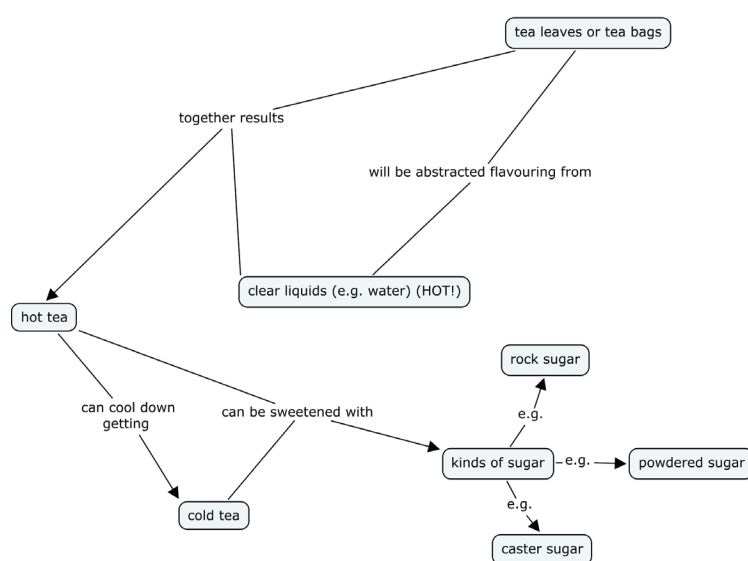 tea leaves or tea bags
together results
will be abstracted flavouring from
clear liquids (e.g. water) (HOT!)
hot tea
rock sugar
can cool down
getting
can be sweetened with
e.g.
kinds of sugar
e.g.
powdered sugar
e.g.
cold tea
caster sugar